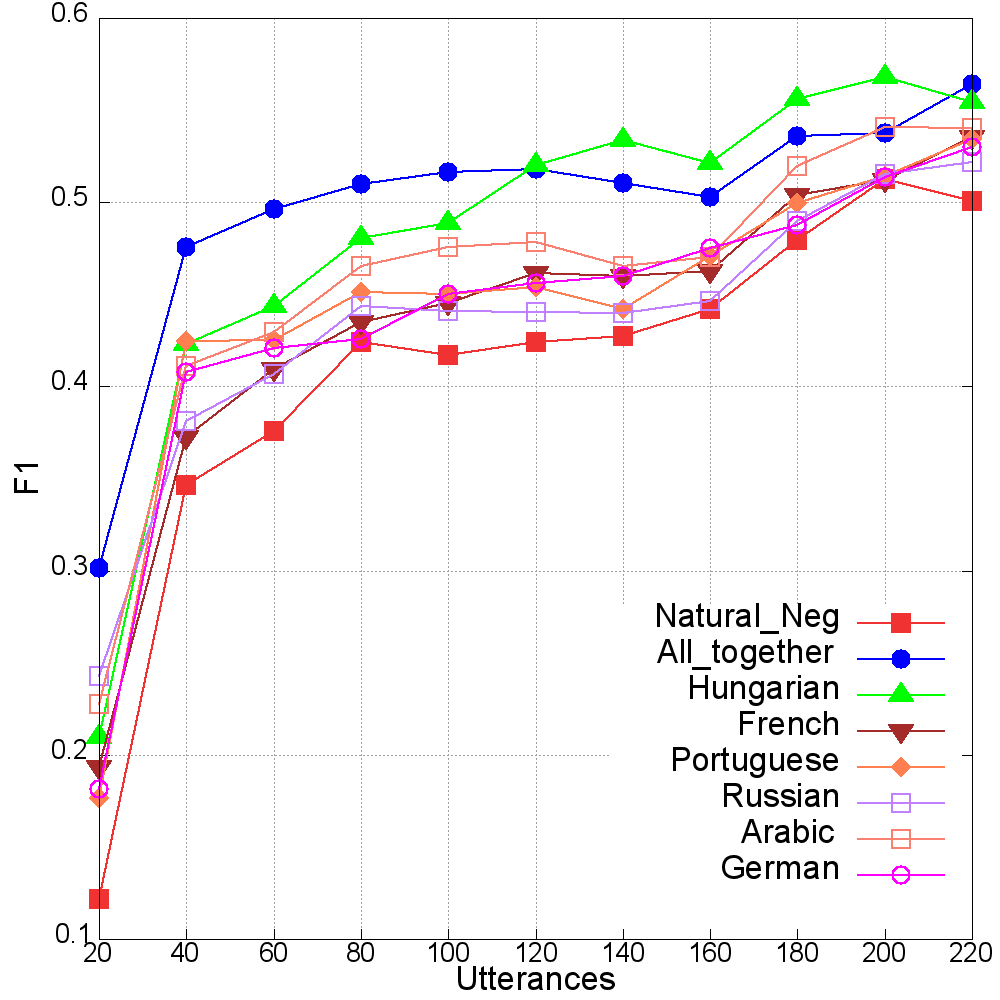 0.6
0.5
0.4
0.3
0.2
0.1
F1
Natural_Neg
All_together
Hungarian
French
Portuguese
Russian
Arabic
German
20 40 60 80 100 120 140 160 180 200 220
Utterances